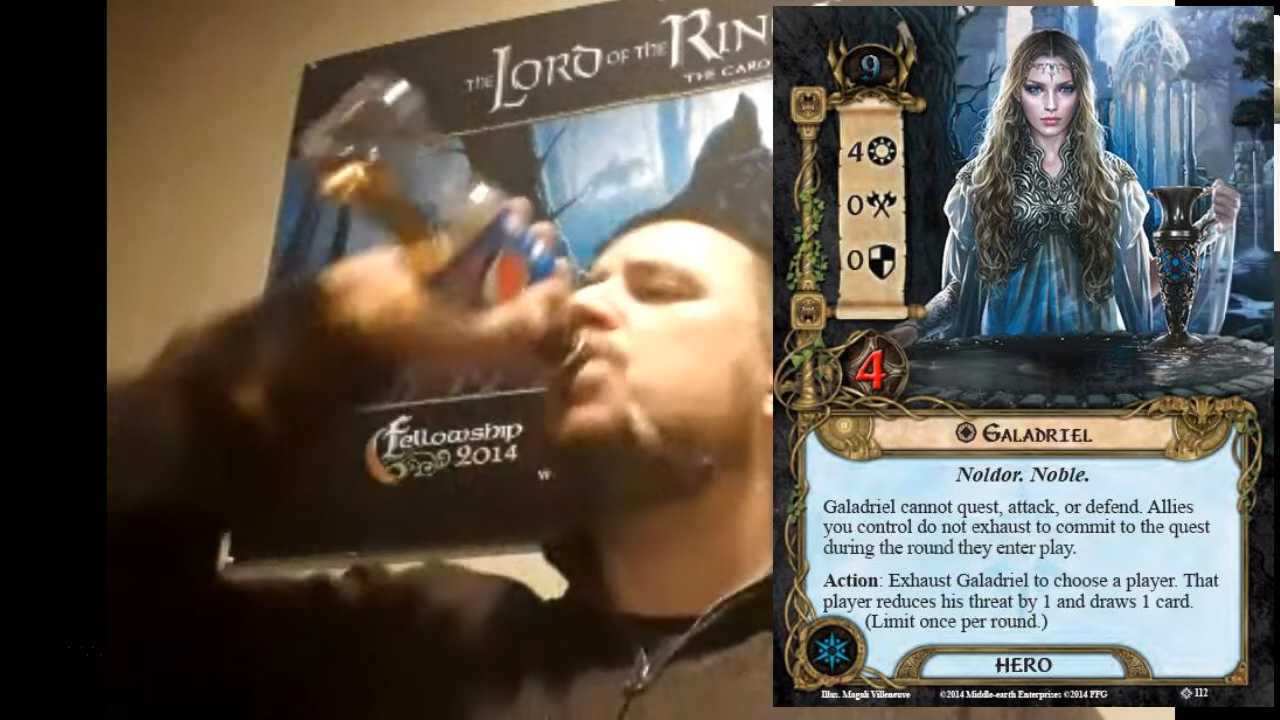 THE LORD OF THE RIN
THE CARD
Fellowship
2014
W
9
4
0
0
4
GALADRIEL
Noldor. Noble.
Galadriel cannot quest, attack, or defend. Allies
you control do not exhaust to commit to the quest
during the round they enter play.
Action: Exhaust Galadriel to choose a player. That
player reduces his threat by 1 and draws 1 card.
(Limit once per round.)
HERO
Illus. Magali Villeneuve ©2014 Middle-earth Enterprises ©2014 FFG 112